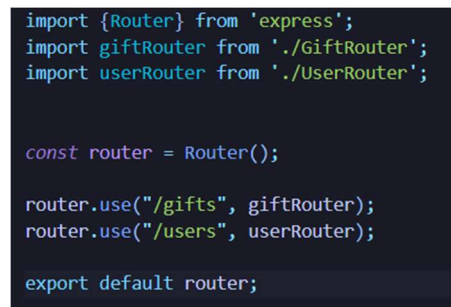 import {Router} from 'express';
import giftRouter from './GiftRouter';
import userRouter from './UserRouter';
const router = Router();
router.use("/gifts", giftRouter);
router.use("/users", userRouter);
export default router;